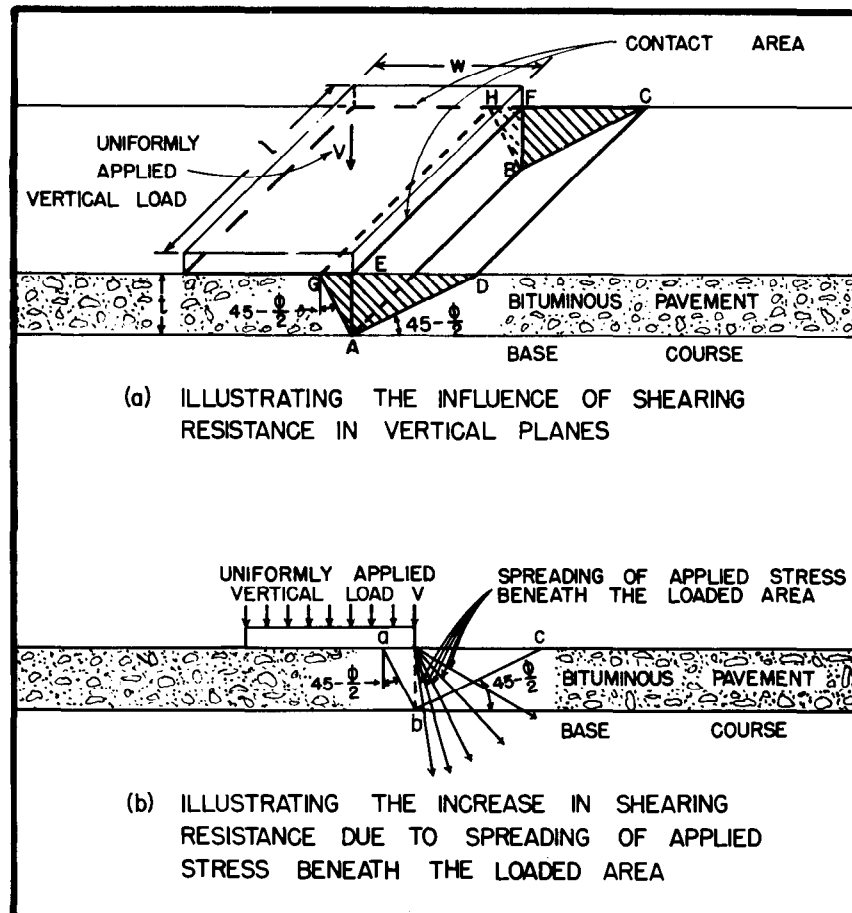 CONTACT AREA
W
H F C
L
UNIFORMLY
APPLIED
VERTICAL LOAD
V
B
G E D
t
45-ϕ/2
45-ϕ/2
A
BITUMINOUS PAVEMENT
BASE COURSE
(a) ILLUSTRATING THE INFLUENCE OF SHEARING
RESISTANCE IN VERTICAL PLANES
UNIFORMLY APPLIED
VERTICAL LOAD V
SPREADING OF APPLIED STRESS
BENEATH THE LOADED AREA
a c
45-ϕ/2
45-ϕ/2
b
BITUMINOUS PAVEMENT
BASE COURSE
(b) ILLUSTRATING THE INCREASE IN SHEARING
RESISTANCE DUE TO SPREADING OF APPLIED
STRESS BENEATH THE LOADED AREA